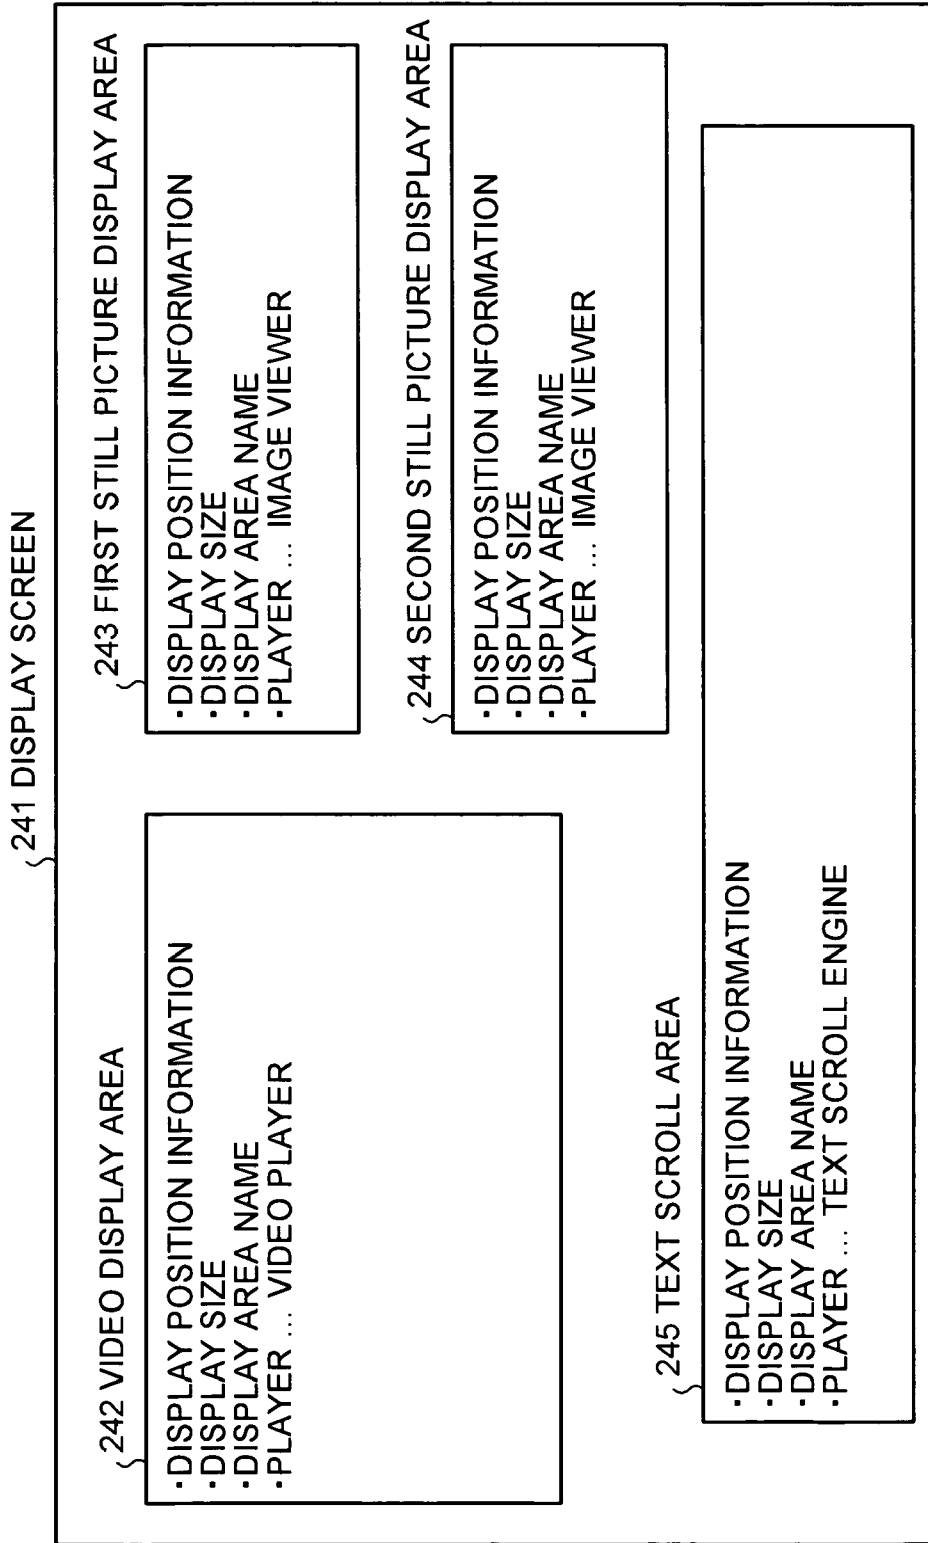 241 DISPLAY SCREEN
242 VIDEO DISPLAY AREA
·DISPLAY POSITION INFORMATION
·DISPLAY SIZE
·DISPLAY AREA NAME
·PLAYER ... VIDEO PLAYER
243 FIRST STILL PICTURE DISPLAY AREA
·DISPLAY POSITION INFORMATION
·DISPLAY SIZE
·DISPLAY AREA NAME
·PLAYER ... IMAGE VIEWER
244 SECOND STILL PICTURE DISPLAY AREA
·DISPLAY POSITION INFORMATION
·DISPLAY SIZE
·DISPLAY AREA NAME
·PLAYER ... IMAGE VIEWER
245 TEXT SCROLL AREA
·DISPLAY POSITION INFORMATION
·DISPLAY SIZE
·DISPLAY AREA NAME
·PLAYER ... TEXT SCROLL ENGINE